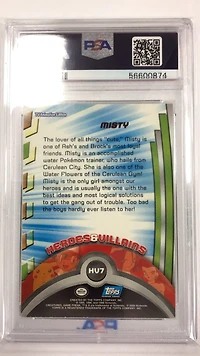 PSA
56600874
MISTY
The lover of all things "cute," Misty is
one of Ash's and Brock's most loyal
friends. Misty is an accomplished
water Pokémon trainer, who hails from
Cerulean City. She is also one of the
Water Flowers of the Cerulean Gym!
Misty is the only girl amongst our
heroes and is usually the one with the
best ideas and most logical solutions
to get the gang out of trouble. Too bad
the boys hardly ever listen to her!
HEROES&VILLAINS
HU7
Topps
PSA